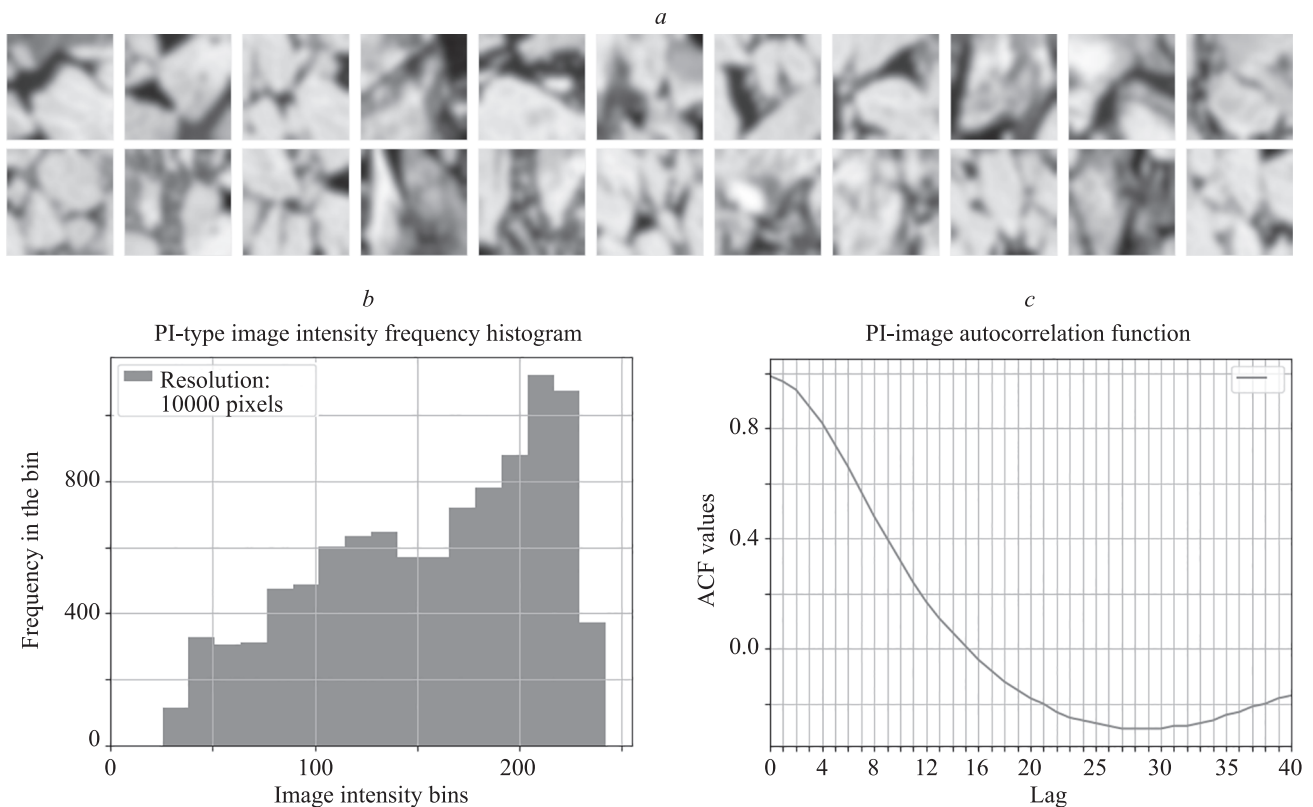 a
b
PI-type image intensity frequency histogram
Resolution:
10000 pixels
Frequency in the bin
800
400
0
0
100
200
Image intensity bins
c
PI-image autocorrelation function
ACF values
0.8
0.4
0.0
0
4
8
12
16
20
25
30
35
40
Lag